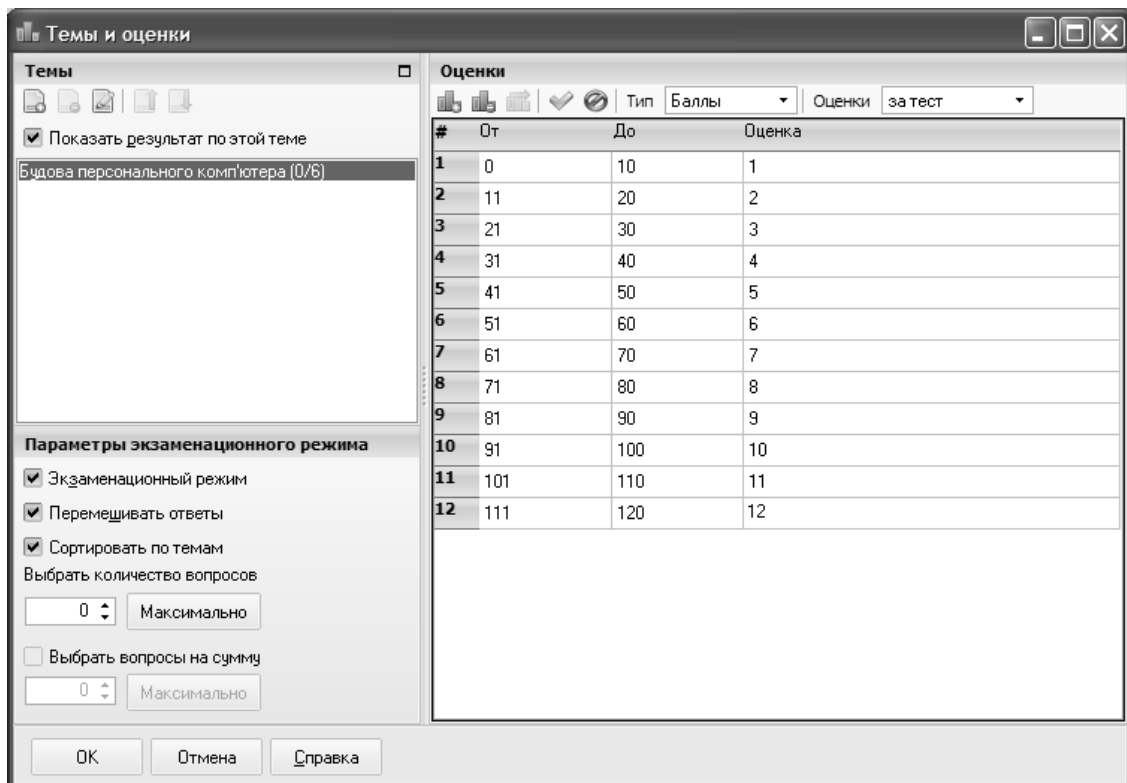 Темы и оценки
Темы
Показать результат по этой теме
Будова персонального комп'ютера (0/6)
Параметры экзаменационного режима
Экзаменационный режим
Перемешивать ответы
Сортировать по темам
Выбрать количество вопросов
0 Максимально
Выбрать вопросы на сумму
0 Максимально
Оценки
Тип Баллы Оценки за тест
# От До Оценка
1 0 10 1
2 11 20 2
3 21 30 3
4 31 40 4
5 41 50 5
6 51 60 6
7 61 70 7
8 71 80 8
9 81 90 9
10 91 100 10
11 101 110 11
12 111 120 12
ОК Отмена Справка